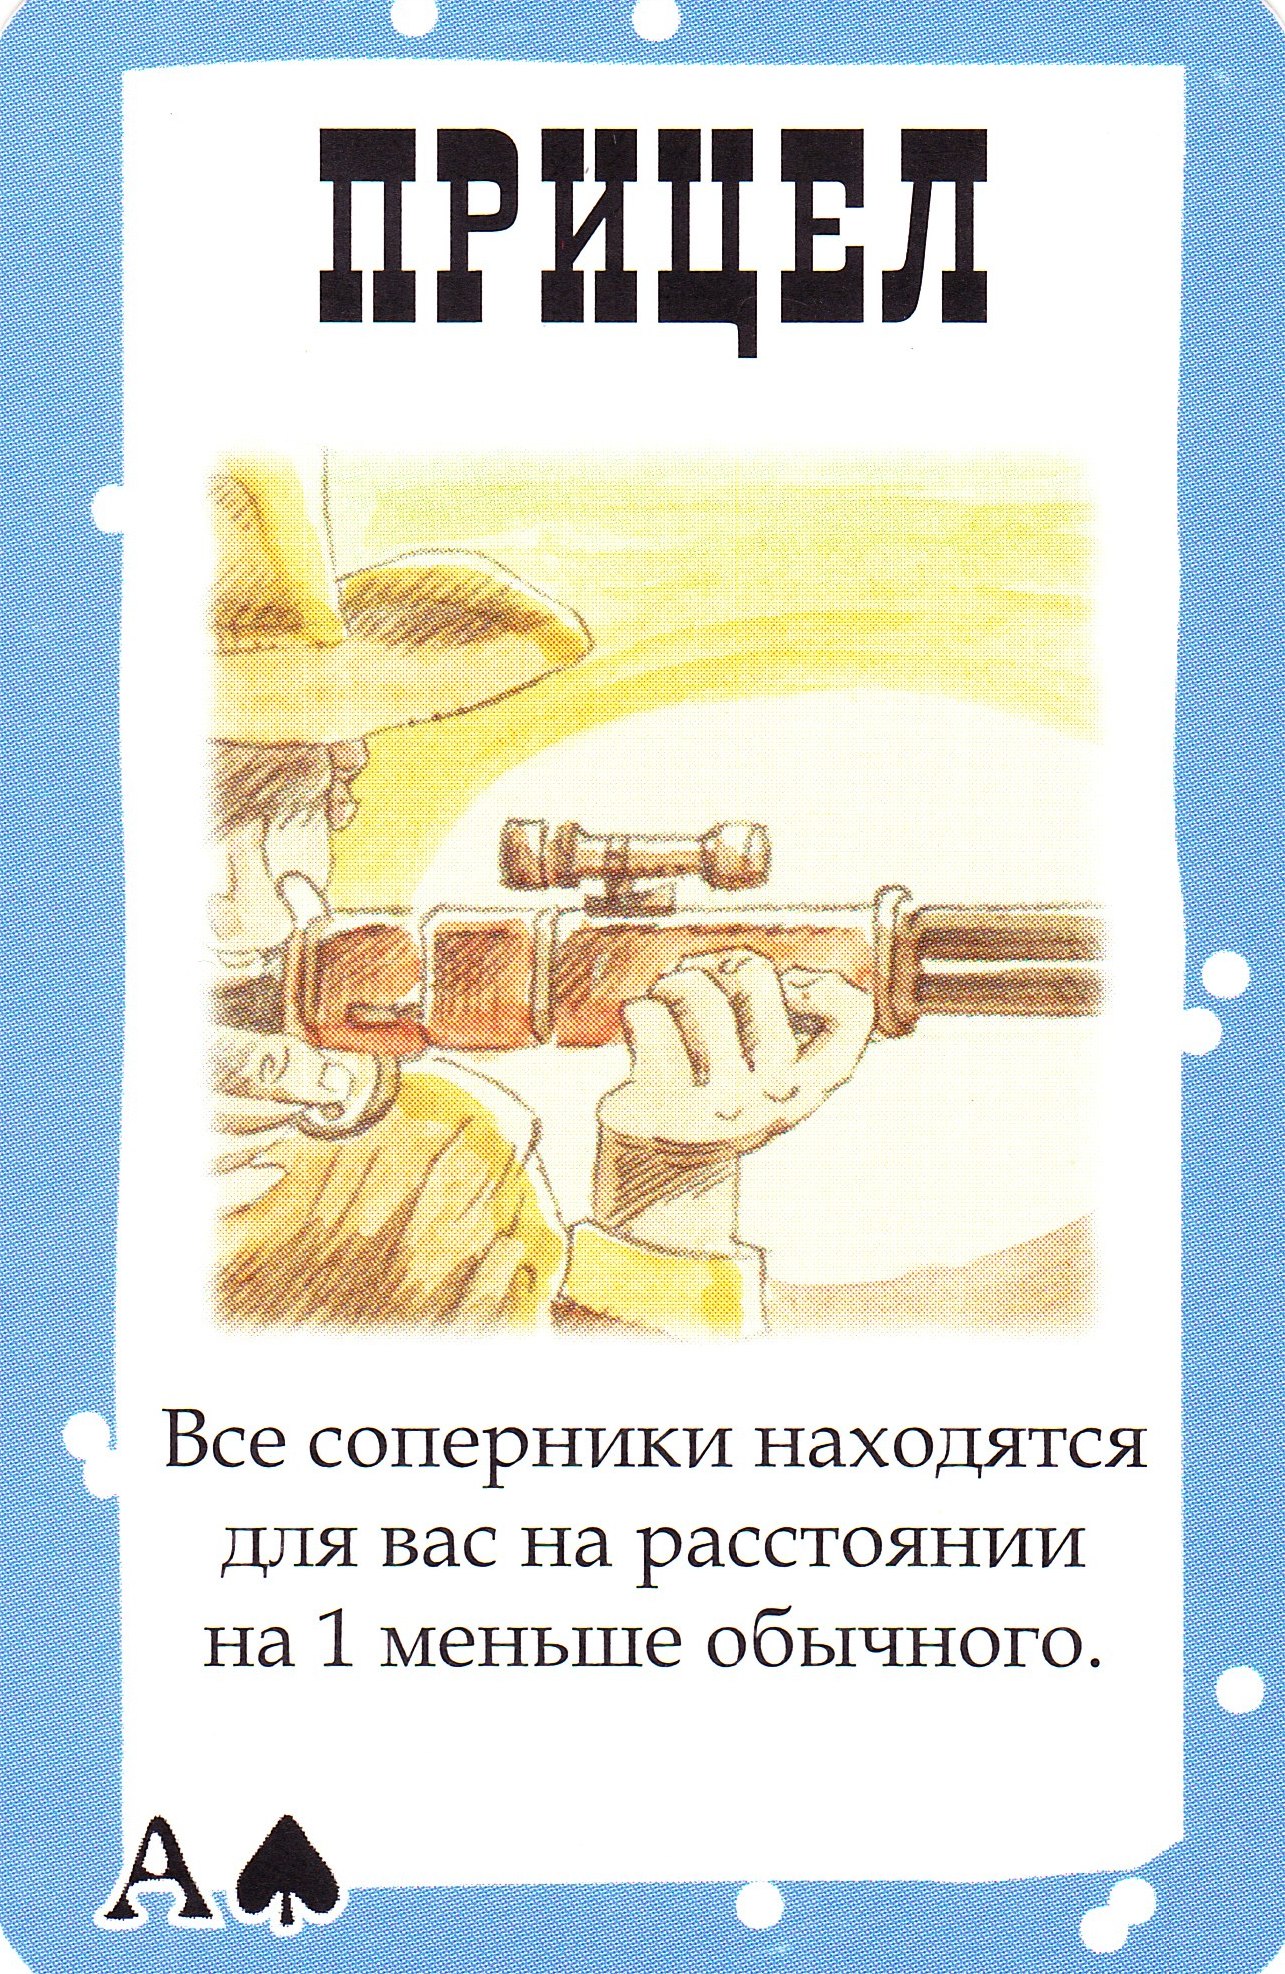 ПРИЦЕЛ
Все соперники находятся
для вас на расстоянии
на 1 меньше обычного.
А